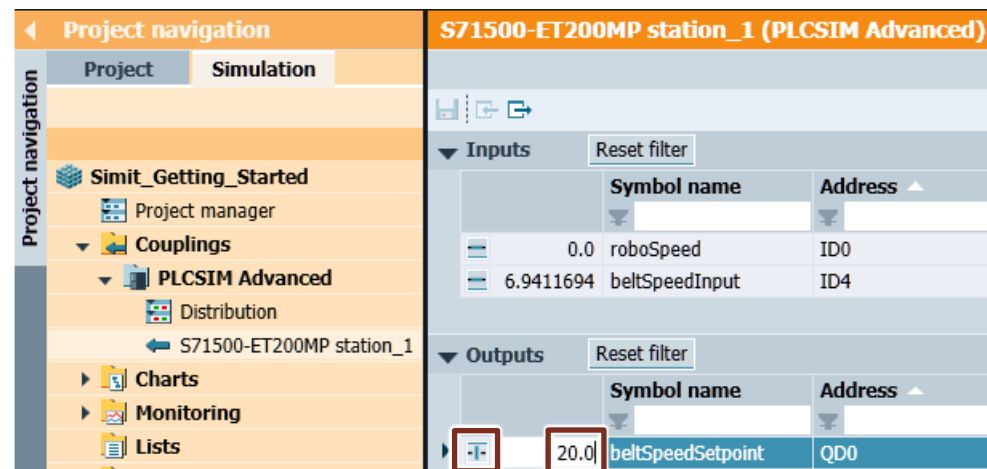 Project navigation
S71500-ET200MP station_1 (PLCSIM Advanced)
Project navigation
Project Simulation
Inputs Reset filter
Symbol name Address
0.0 roboSpeed ID0
6.9411694 beltSpeedInput ID4
Outputs Reset filter
Symbol name Address
20.0 beltSpeedSetpoint QD0
Simit_Getting_Started
Project manager
Couplings
PLCSIM Advanced
Distribution
S71500-ET200MP station_1
Charts
Monitoring
Lists